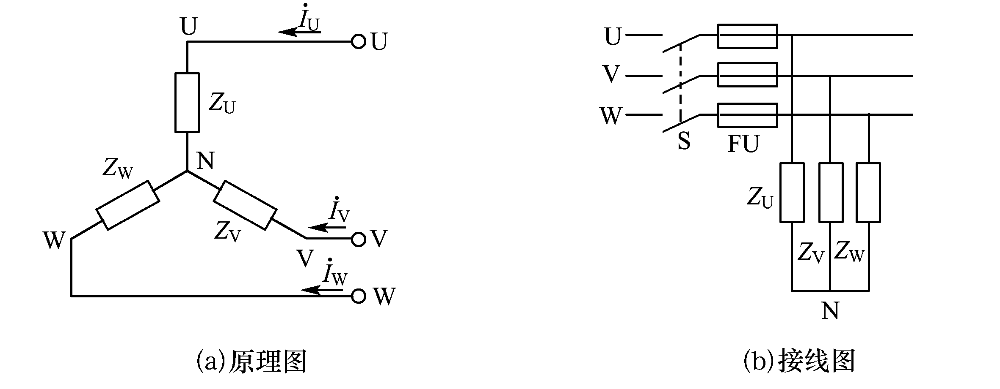 U
İU
U
ZU
N
ZW
ZV
W
İV
V
V
İW
W
(a)原理图
U
V
W
S
FU
ZU
ZV
ZW
N
(b)接线图